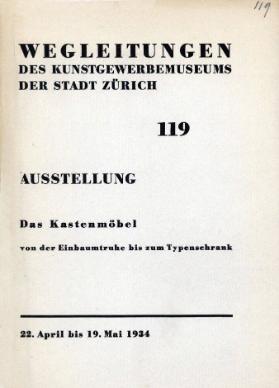 119
WEGLEITUNGEN
DES KUNSTGEWERBEMUSEUMS
DER STADT ZÜRICH
119
AUSSTELLUNG
Das Kastenmöbel
von der Einbaumtruhe bis zum Typenschrank
22. April bis 19. Mai 1934